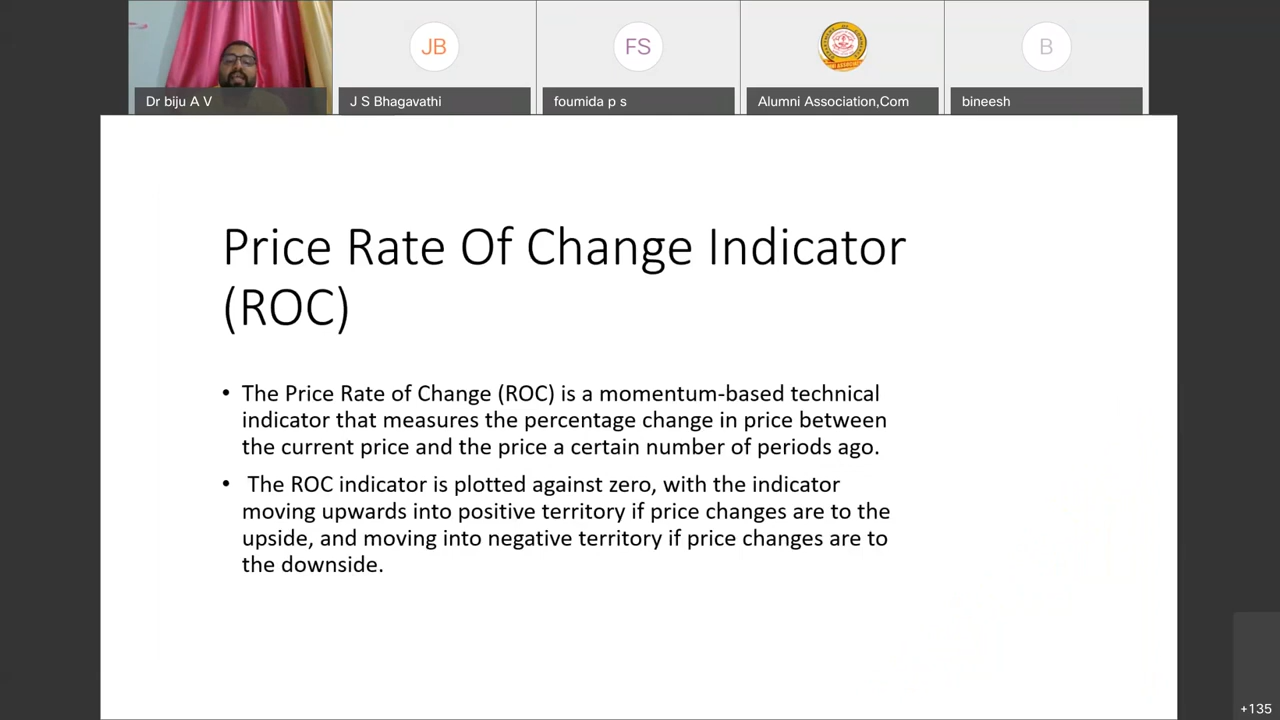 JB
FS
B
Dr biju A V
J S Bhagavathi
foumida p s
Alumni Association,Com
bineesh
Price Rate Of Change Indicator
(ROC)
• The Price Rate of Change (ROC) is a momentum-based technical
indicator that measures the percentage change in price between
the current price and the price a certain number of periods ago.
• The ROC indicator is plotted against zero, with the indicator
moving upwards into positive territory if price changes are to the
upside, and moving into negative territory if price changes are to
the downside.
+135